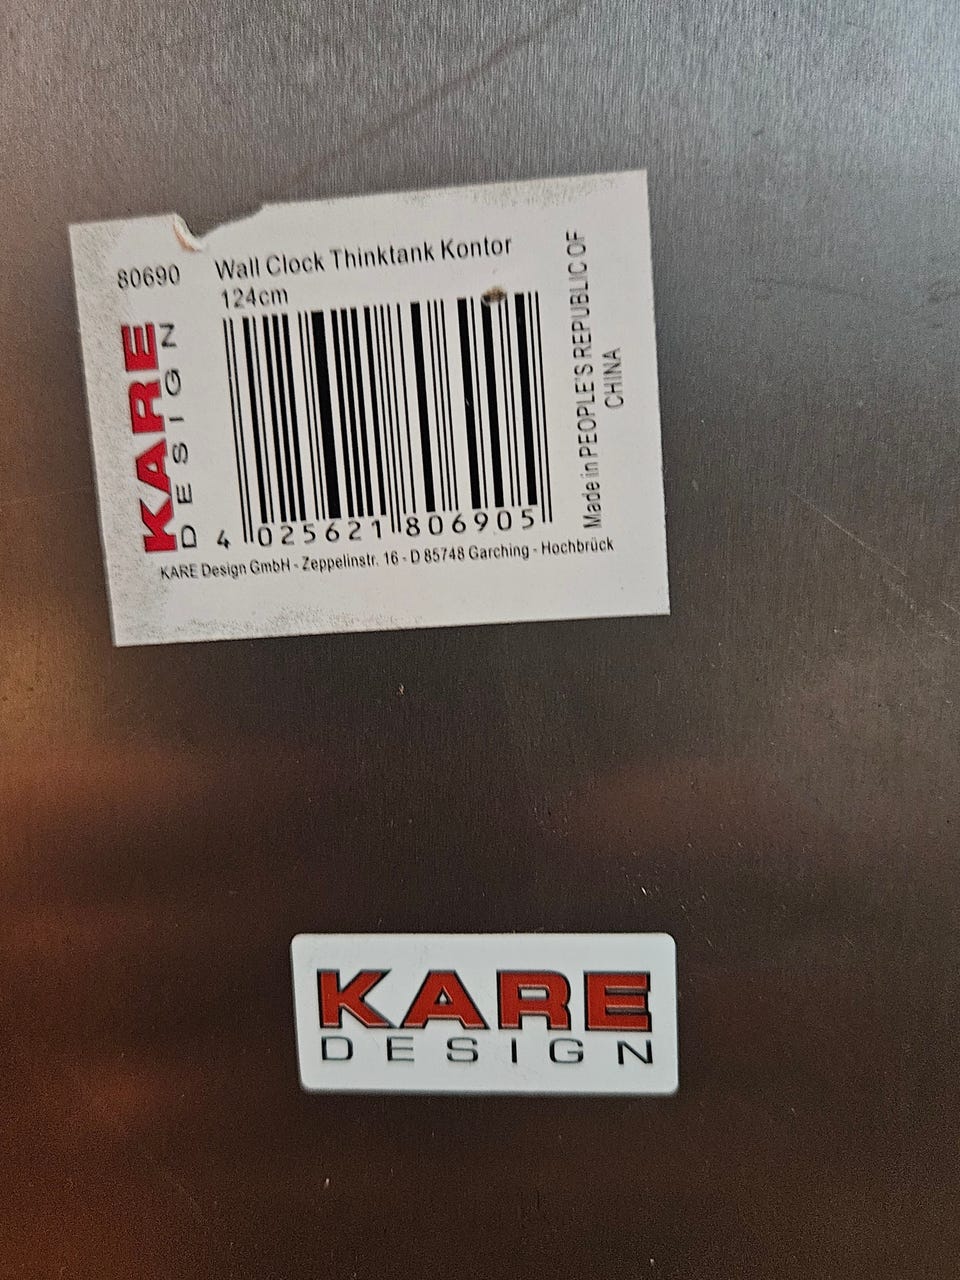 80690
Wall Clock Thinktank Kontor
124cm
KARE
DESIGN
4 025621 806905
Made in PEOPLE'S REPUBLIC OF
CHINA
KARE Design GmbH - Zeppelinstr. 16 - D 85748 Garching - Hochbrück
KARE
DESIGN